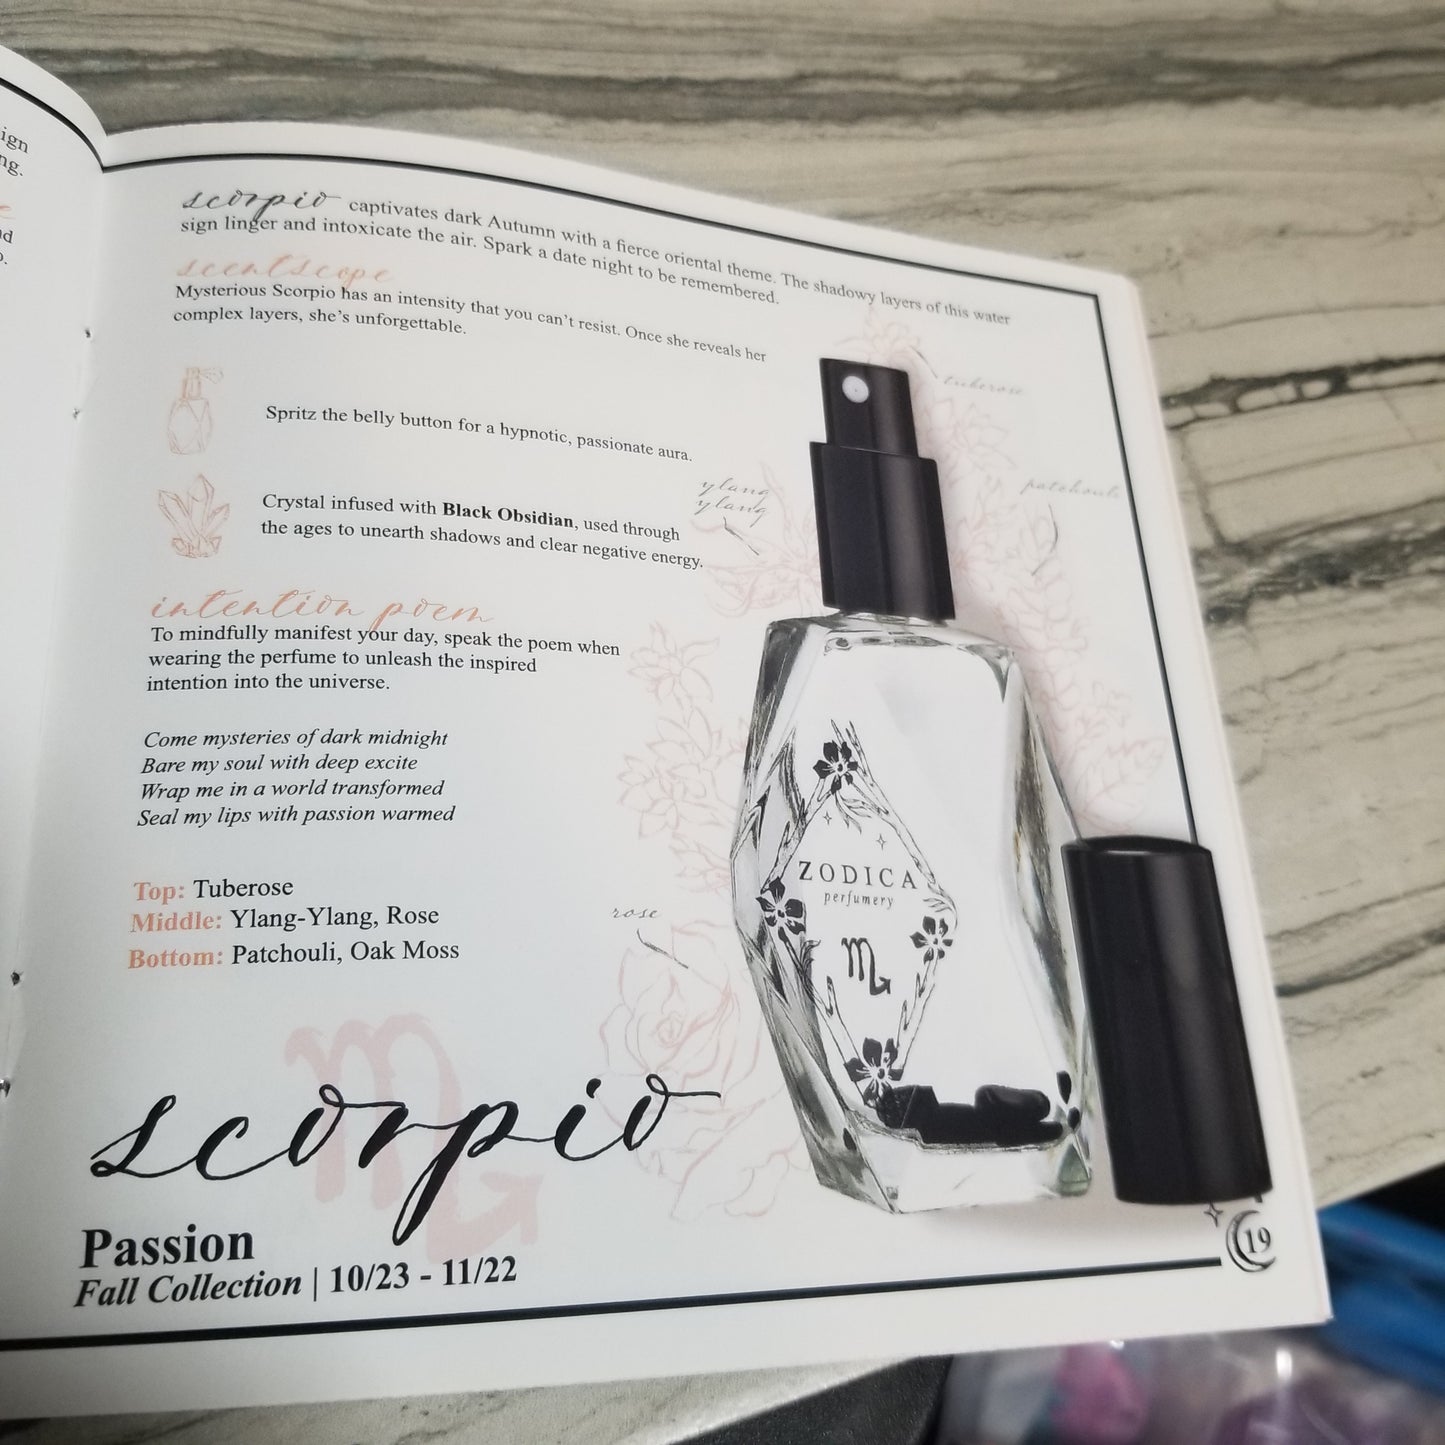 ign
ng.
scorpio captivates dark Autumn with a fierce oriental theme. The shadowy layers of this water
sign linger and intoxicate the air. Spark a date night to be remembered.
scentscope
Mysterious Scorpio has an intensity that you can't resist. Once she reveals her
complex layers, she's unforgettable.
Spritz the belly button for a hypnotic, passionate aura.
Crystal infused with Black Obsidian, used through
the ages to unearth shadows and clear negative energy.
intention poem
To mindfully manifest your day, speak the poem when
wearing the perfume to unleash the inspired
intention into the universe.
Come mysteries of dark midnight
Bare my soul with deep excite
Wrap me in a world transformed
Seal my lips with passion warmed
Top: Tuberose
Middle: Ylang-Ylang, Rose
Bottom: Patchouli, Oak Moss
scorpio
Passion
Fall Collection | 10/23 - 11/22
tuberose
ylang
ylang
patchouli
rose
ZODICA
perfumery
19